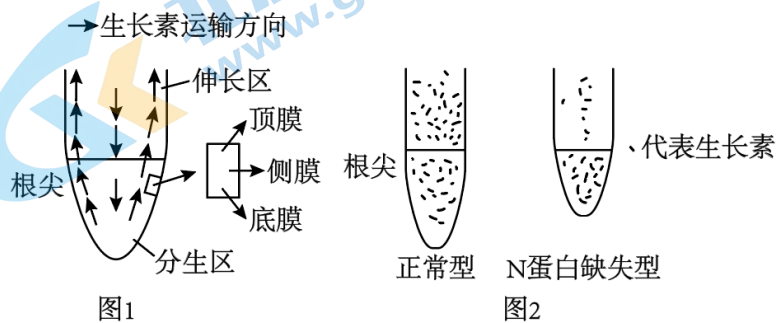 →生长素运输方向
伸长区
顶膜
侧膜
底膜
根尖
分生区
图1
根尖
正常型
N蛋白缺失型
、代表生长素
图2
www.g